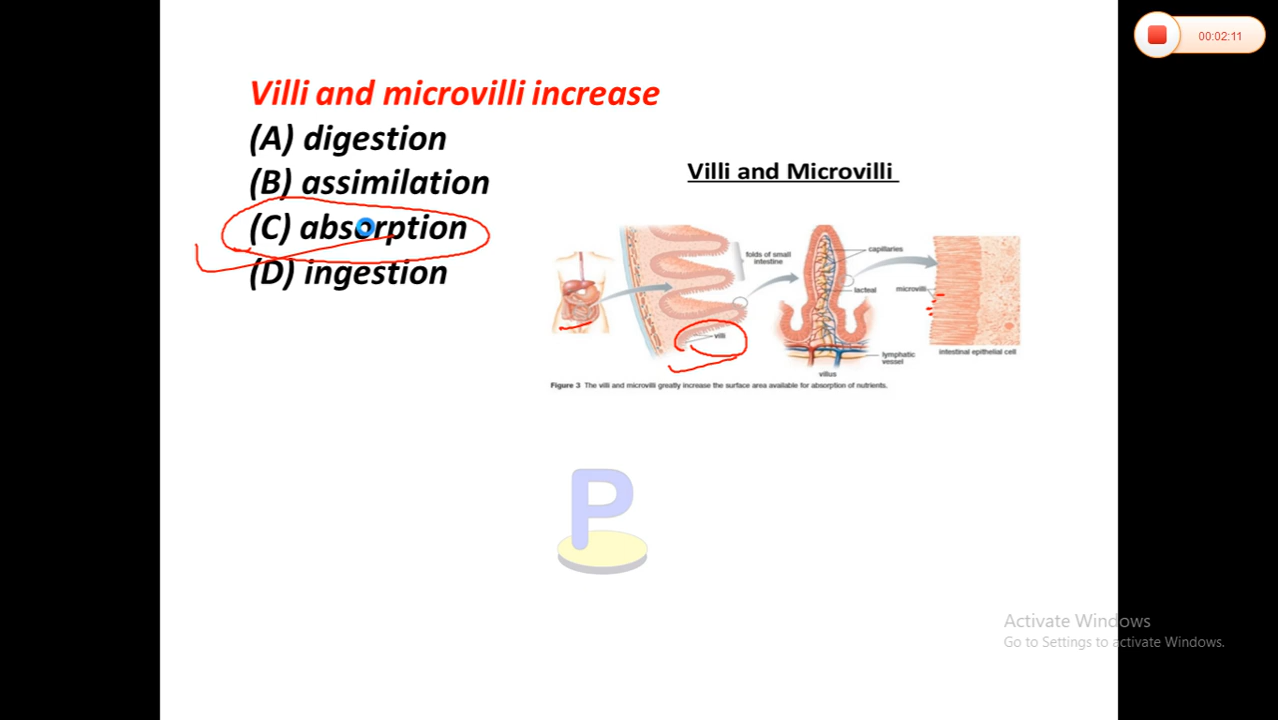 00:02:11
Villi and microvilli increase
(A) digestion
(B) assimilation
(C) absorption
(D) ingestion
Villi and Microvilli
folds of small
intestine
villi
capillaries
lacteal
lymphatic
vessel
villus
microvilli
intestinal epithelial cell
Figure 3 The villi and microvilli greatly increase the surface area available for absorption of nutrients.
P
Activate Windows
Go to Settings to activate Windows.